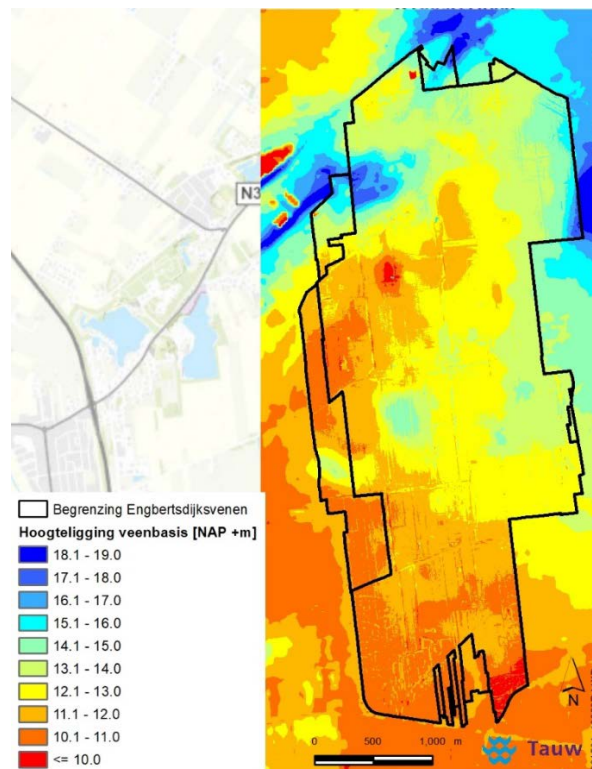 N3
Begrenzing Engbertsdijksvenen
Hoogteligging veenbasis [NAP +m]
18.1 - 19.0
17.1 - 18.0
16.1 - 17.0
15.1 - 16.0
14.1 - 15.0
13.1 - 14.0
12.1 - 13.0
11.1 - 12.0
10.1 - 11.0
<= 10.0
0 500 1,000 m
N
Tauw